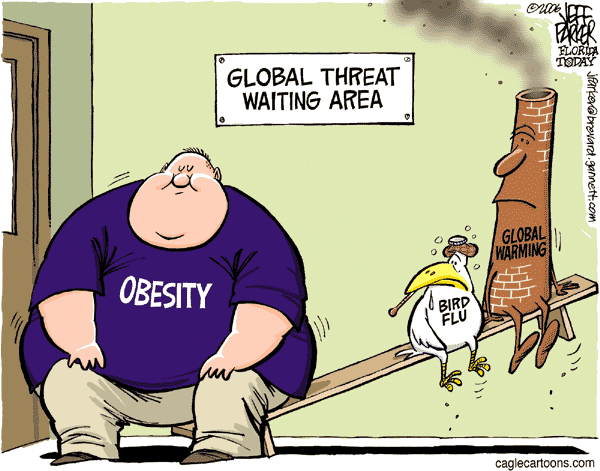 ©2006 JEFF
PARKER
FLORIDA
TODAY
jparker@brevard.gannett.com
GLOBAL THREAT
WAITING AREA
GLOBAL
WARMING
OBESITY
BIRD
FLU
caglecartoons.com